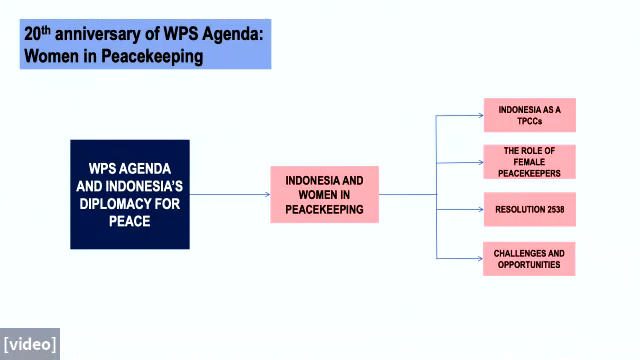 20th anniversary of WPS Agenda:
Women in Peacekeeping
WPS AGENDA
AND INDONESIA'S
DIPLOMACY FOR
PEACE
INDONESIA AND
WOMEN IN
PEACEKEEPING
INDONESIA AS A
TPCCs
THE ROLE OF
FEMALE
PEACEKEEPERS
RESOLUTION 2538
CHALLENGES AND
OPPORTUNITIES
[video]